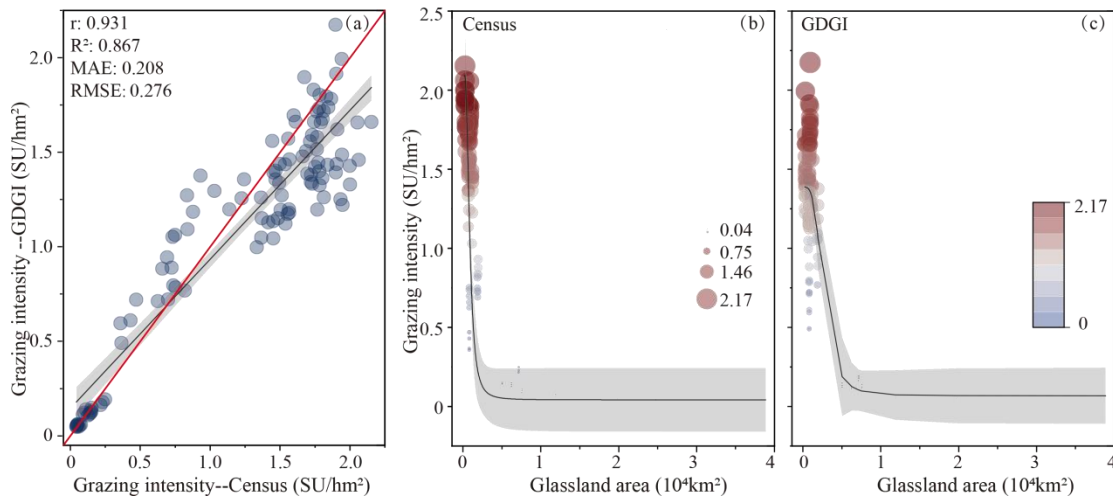 r: 0.931
R²: 0.867
MAE: 0.208
RMSE: 0.276
(a)
Grazing intensity --GDGI (SU/hm²)
2.0
1.5
1.0
0.5
0
0
0.5
1.0
1.5
2.0
Grazing intensity--Census (SU/hm²)
Census
(b)
Grazing intensity (SU/hm²)
2.5
2.0
1.5
1.0
0.5
0
0.04
0.75
1.46
2.17
0
1
2
3
4
Glassland area (10⁴km²)
GDGI
(c)
2.17
0
0
1
2
3
4
Glassland area (10⁴km²)